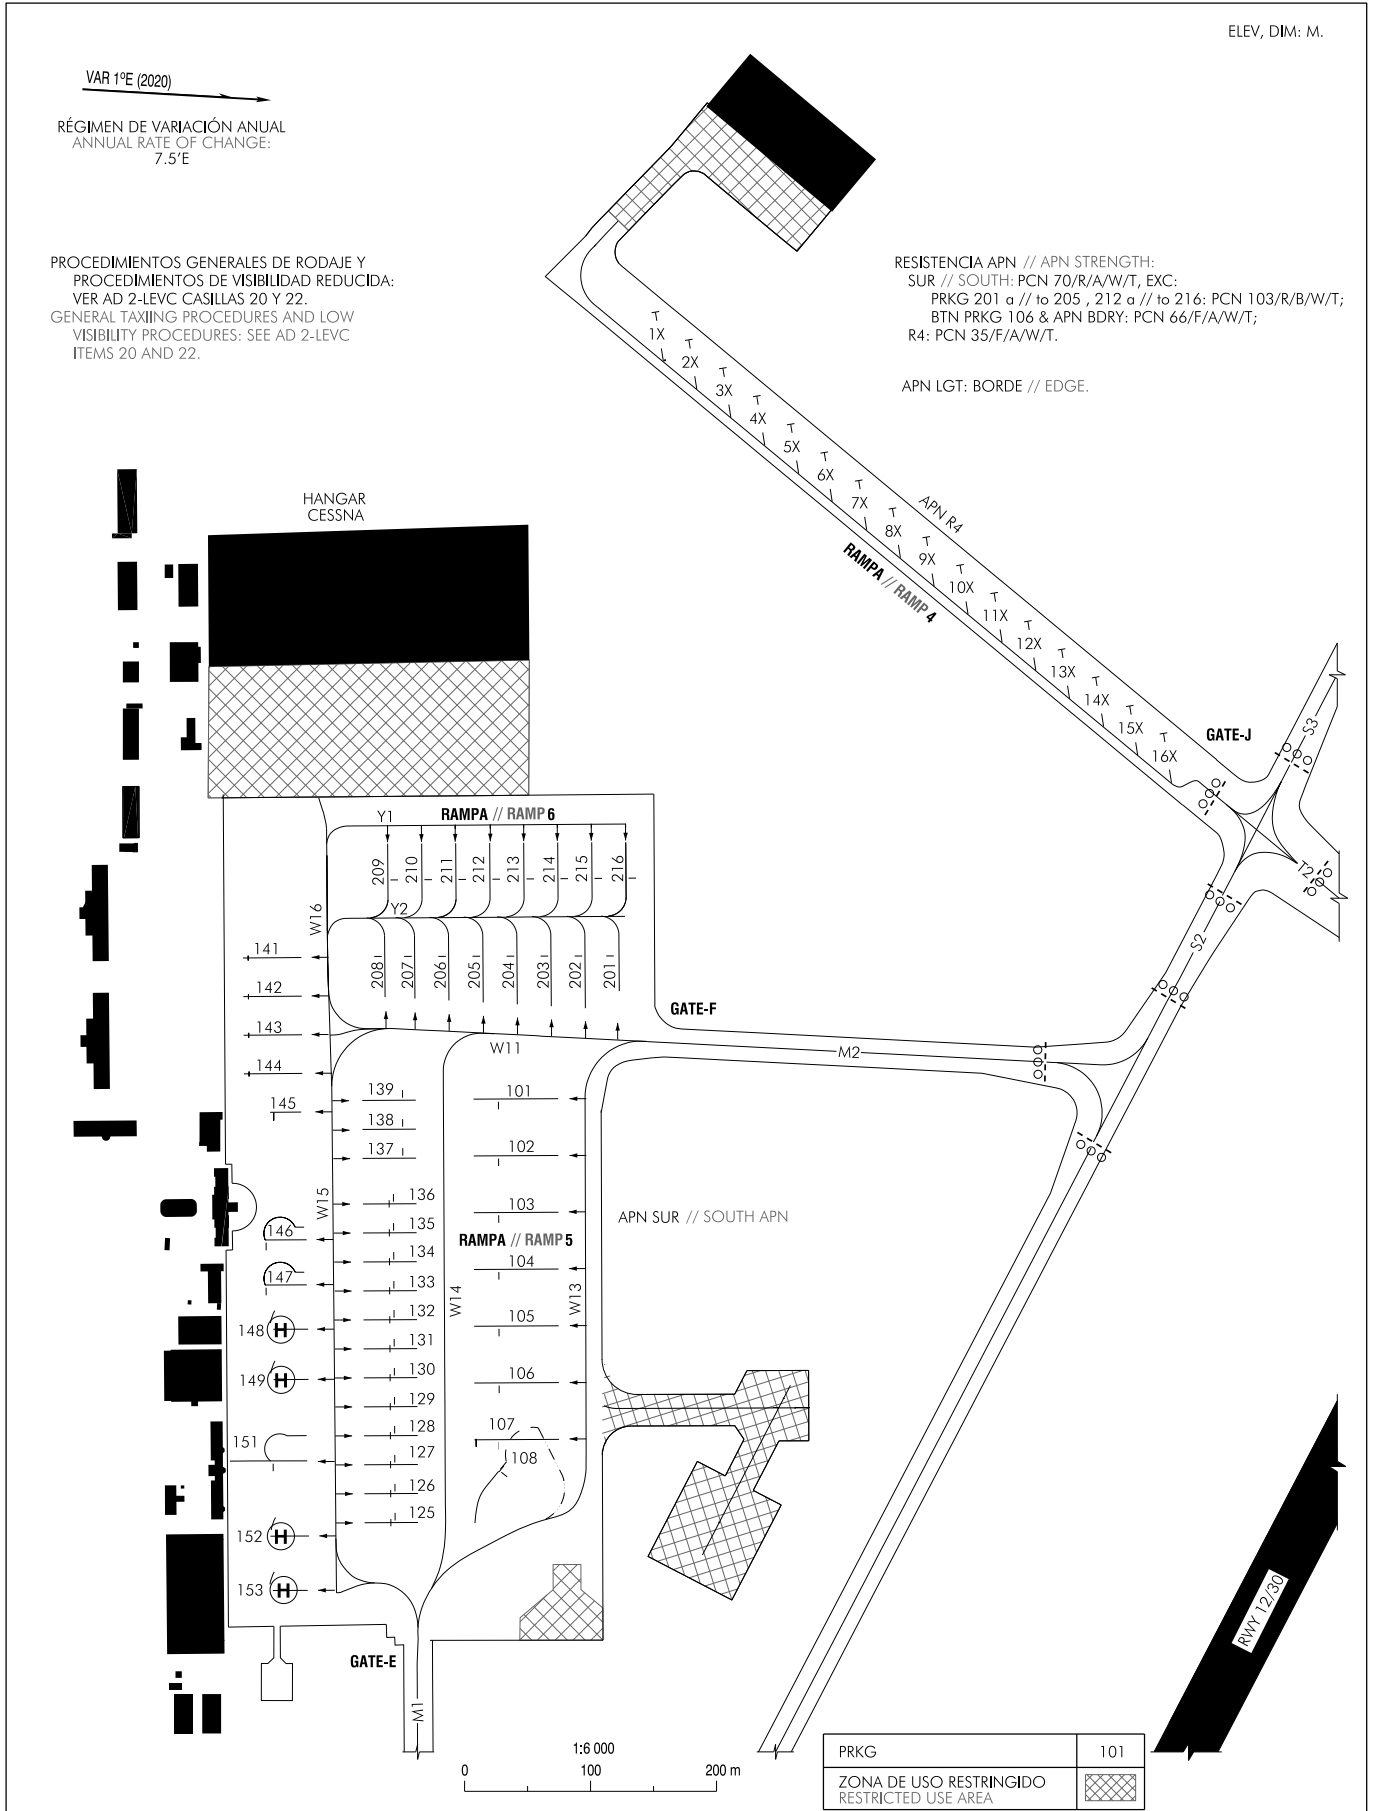 ELEV, DIM: M.
VAR 1ºE (2020)
RÉGIMEN DE VARIACIÓN ANUAL
ANNUAL RATE OF CHANGE:
7.5'E
PROCEDIMIENTOS GENERALES DE RODAJE Y
PROCEDIMIENTOS DE VISIBILIDAD REDUCIDA:
VER AD 2-LEVC CASILLAS 20 Y 22.
GENERAL TAXIING PROCEDURES AND LOW
VISIBILITY PROCEDURES: SEE AD 2-LEVC
ITEMS 20 AND 22.
RESISTENCIA APN // APN STRENGTH:
SUR // SOUTH: PCN 70/R/A/W/T, EXC:
PRKG 201 a // to 205 , 212 a // to 216: PCN 103/R/B/W/T;
BTN PRKG 106 & APN BDRY: PCN 66/F/A/W/T;
R4: PCN 35/F/A/W/T.
APN LGT: BORDE // EDGE.
1X
2X
3X
4X
5X
6X
7X
8X
9X
10X
11X
12X
13X
14X
15X
16X
APN R4
RAMPA // RAMP 4
HANGAR
CESSNA
GATE-J
S3
T2
S2
Y1
RAMPA // RAMP 6
209
210
211
212
213
214
215
216
Y2
W16
208
207
206
205
204
203
202
201
141
142
143
144
145
GATE-F
W11
M2
139
138
137
136
135
134
133
132
131
130
129
128
127
126
125
101
102
103
RAMPA // RAMP 5
104
105
106
107
108
W15
W14
W13
APN SUR // SOUTH APN
146
147
148 H
149 H
151
152 H
153 H
GATE-E
M1
RWY 12/30
1:6 000
0 100 200 m
PRKG 101
ZONA DE USO RESTRINGIDO
RESTRICTED USE AREA